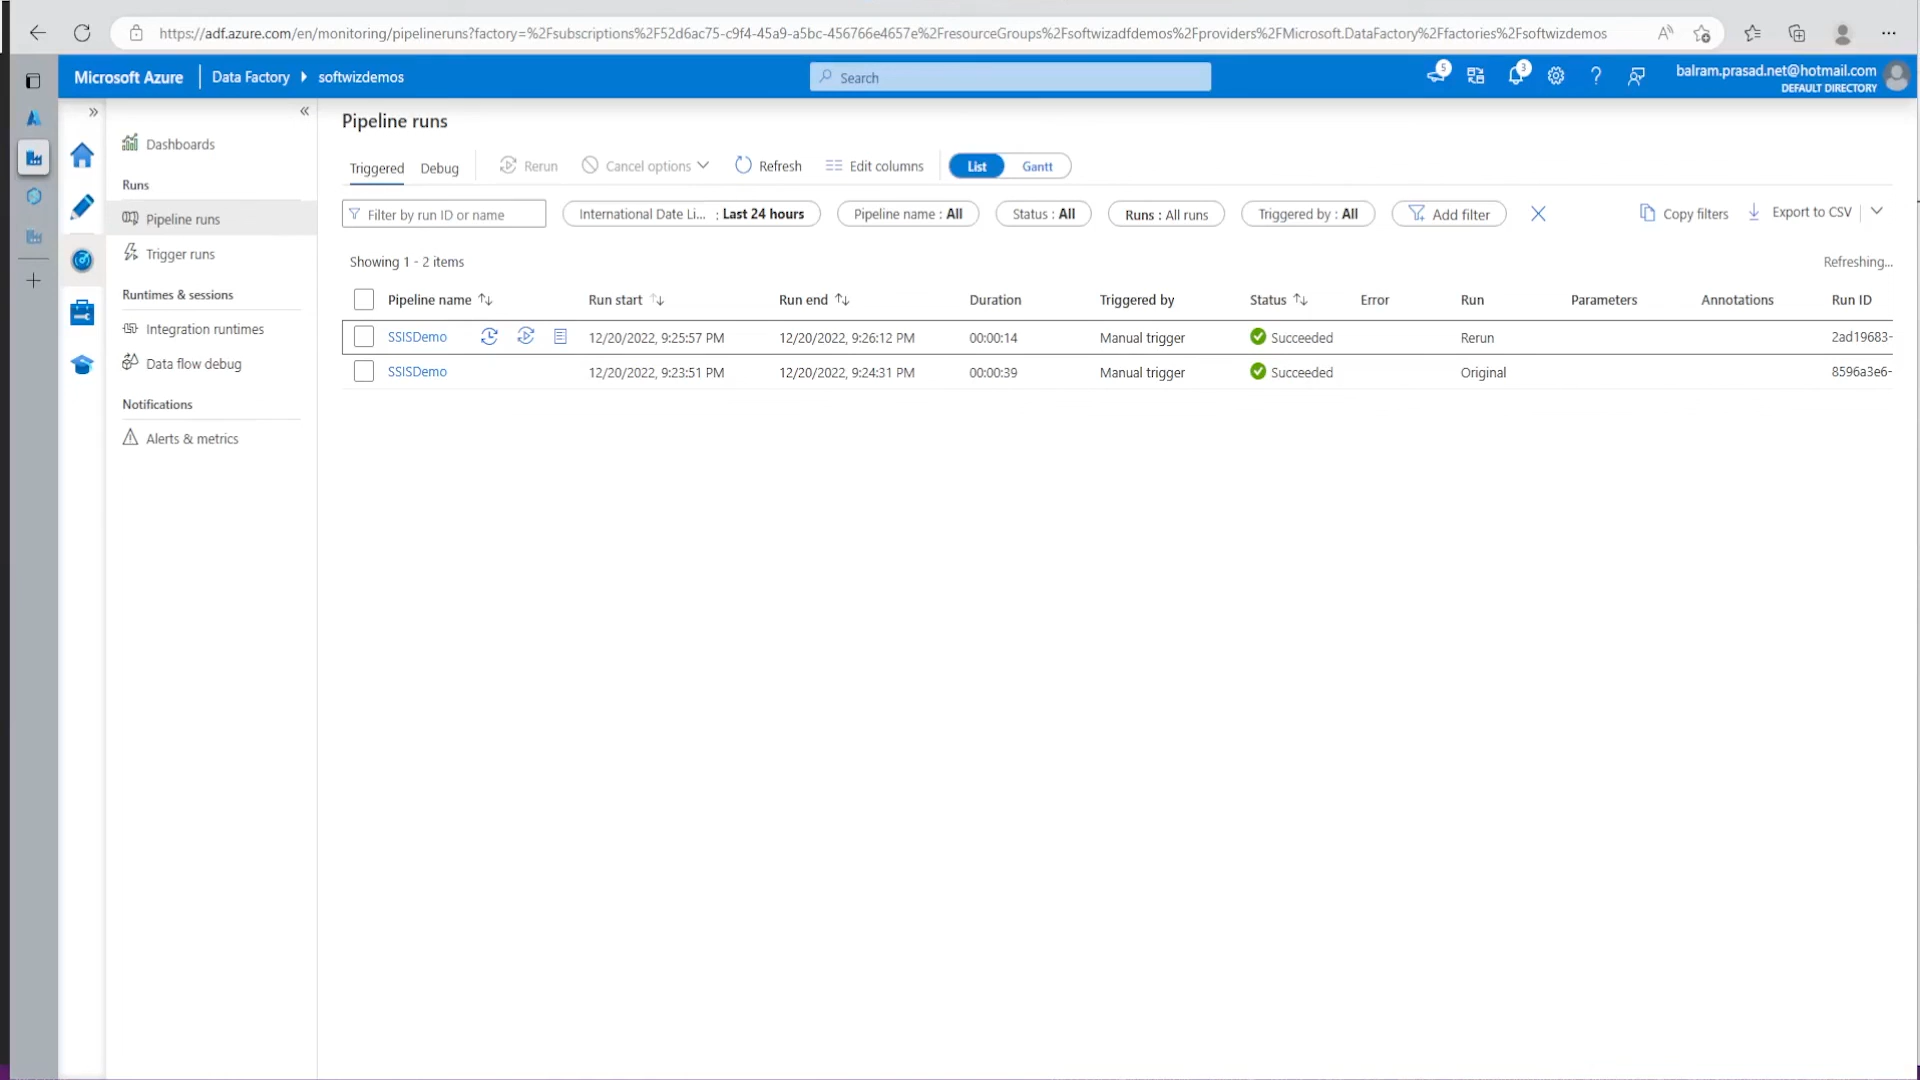 https://adf.azure.com/en/monitoring/pipelineruns?factory=%2Fsubscriptions%2F52d6ac75-c9f4-45a9-a5bc-456766e4657e%2FresourceGroups%2Fsoftwizadfdemos%2Fproviders%2FMicrosoft.DataFactory%2Ffactories%2Fsoftwizdemos
Microsoft Azure
Data Factory
softwizdemos
Search
5
3
balram.prasad.net@hotmail.com
DEFAULT DIRECTORY
Dashboards
Runs
Pipeline runs
Trigger runs
Runtimes & sessions
Integration runtimes
Data flow debug
Notifications
Alerts & metrics
Pipeline runs
Triggered Debug Rerun Cancel options Refresh Edit columns List Gantt
Filter by run ID or name International Date Li... : Last 24 hours Pipeline name : All Status : All Runs : All runs Triggered by : All Add filter Copy filters Export to CSV
Showing 1 - 2 items Refreshing...
Pipeline name Run start Run end Duration Triggered by Status Error Run Parameters Annotations Run ID
SSISDemo 12/20/2022, 9:25:57 PM 12/20/2022, 9:26:12 PM 00:00:14 Manual trigger Succeeded Rerun 2ad19683-
SSISDemo 12/20/2022, 9:23:51 PM 12/20/2022, 9:24:31 PM 00:00:39 Manual trigger Succeeded Original 8596a3e6-